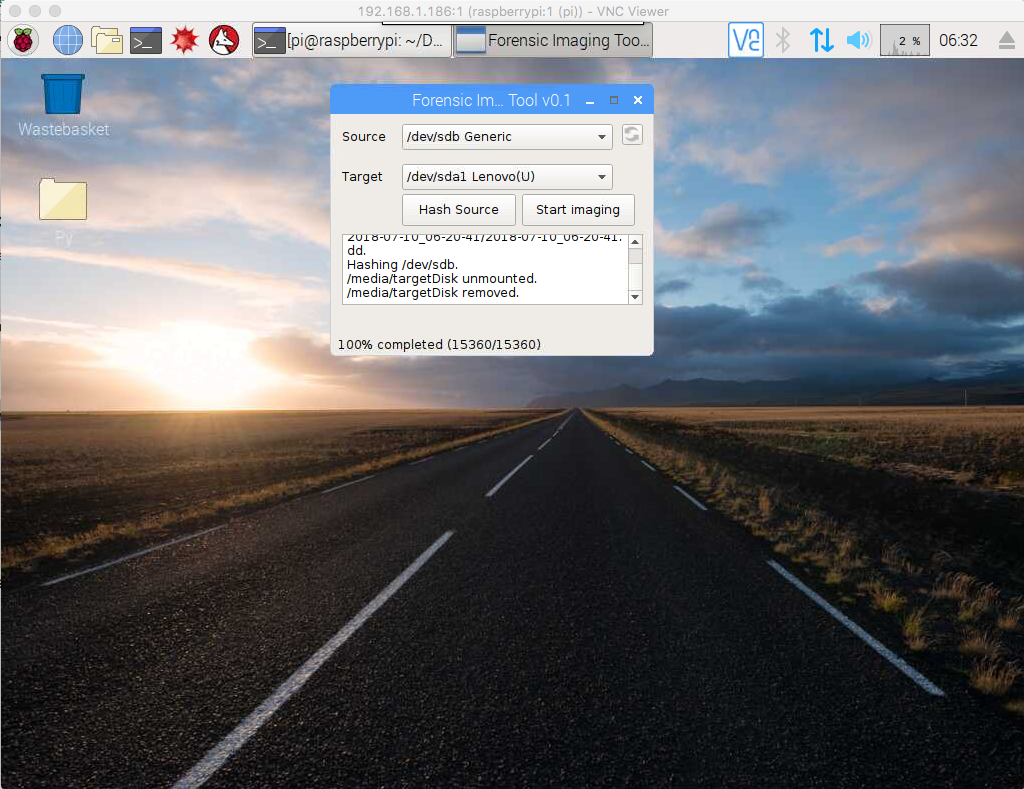 192.168.1.186:1 (raspberrypi:1 (pi)) - VNC Viewer
[pi@raspberrypi: ~/D...
Forensic Imaging Too...
2 %
06:32
Wastebasket
Py
Forensic Im... Tool v0.1
Source
/dev/sdb Generic
Target
/dev/sda1 Lenovo(U)
Hash Source
Start imaging
2018-07-10_06-20-41/2018-07-10_06-20-41.
dd.
Hashing /dev/sdb.
/media/targetDisk unmounted.
/media/targetDisk removed.
100% completed (15360/15360)